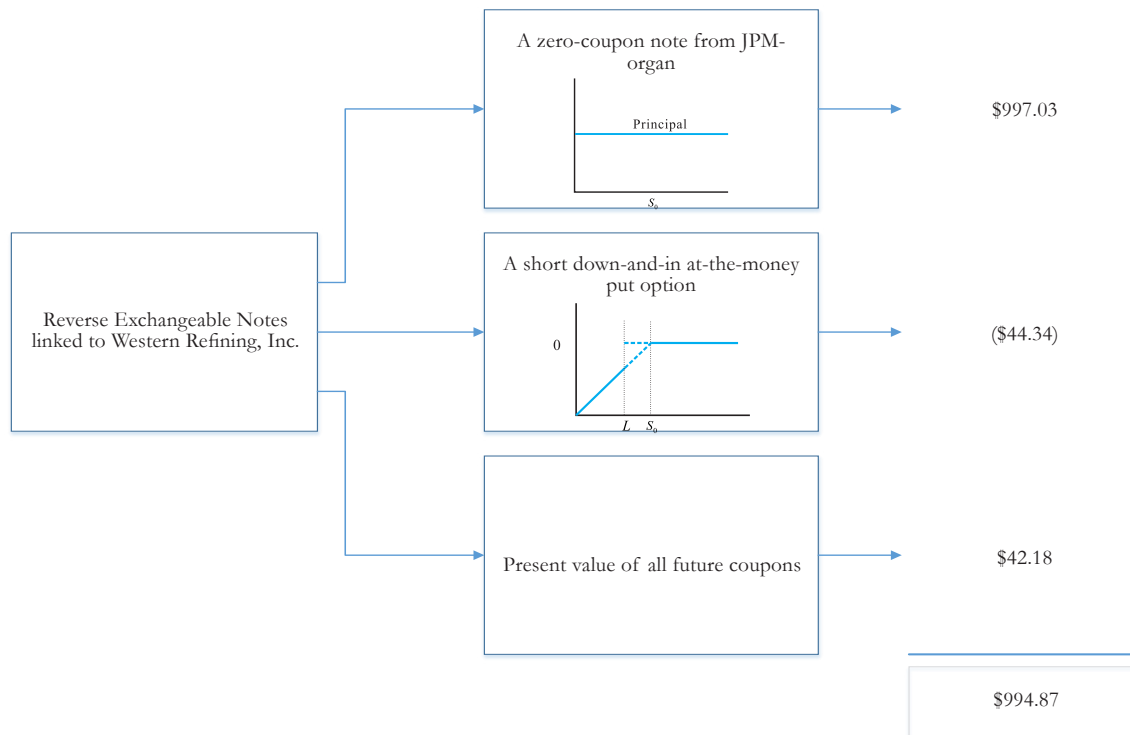 A zero-coupon note from JPM-
organ
Principal
S₀
$997.03
Reverse Exchangeable Notes
linked to Western Refining, Inc.
A short down-and-in at-the-money
put option
0
L S₀
($44.34)
Present value of all future coupons
$42.18
$994.87